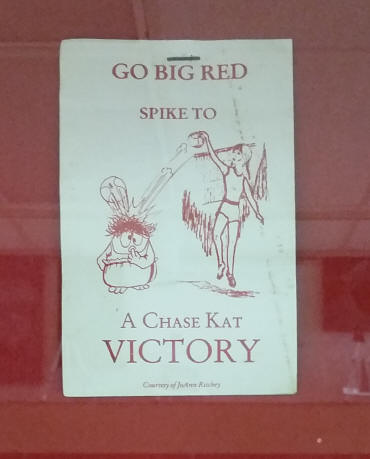 GO BIG RED
SPIKE TO
A CHASE KAT
VICTORY
Courtesy of JoAnn Ritchey